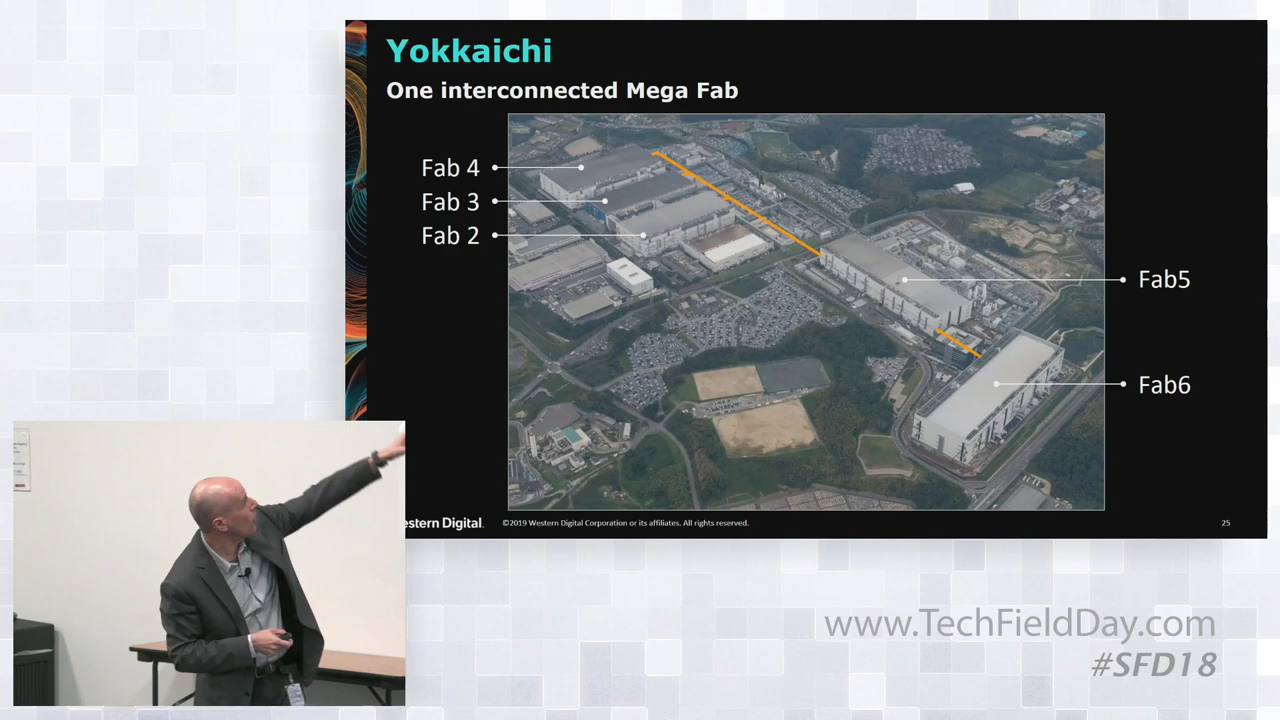 Yokkaichi
One interconnected Mega Fab
Fab 4
Fab 3
Fab 2
Fab5
Fab6
estern Digital.
©2019 Western Digital Corporation or its affiliates. All rights reserved.
25
www.TechFieldDay.com
#SFD18